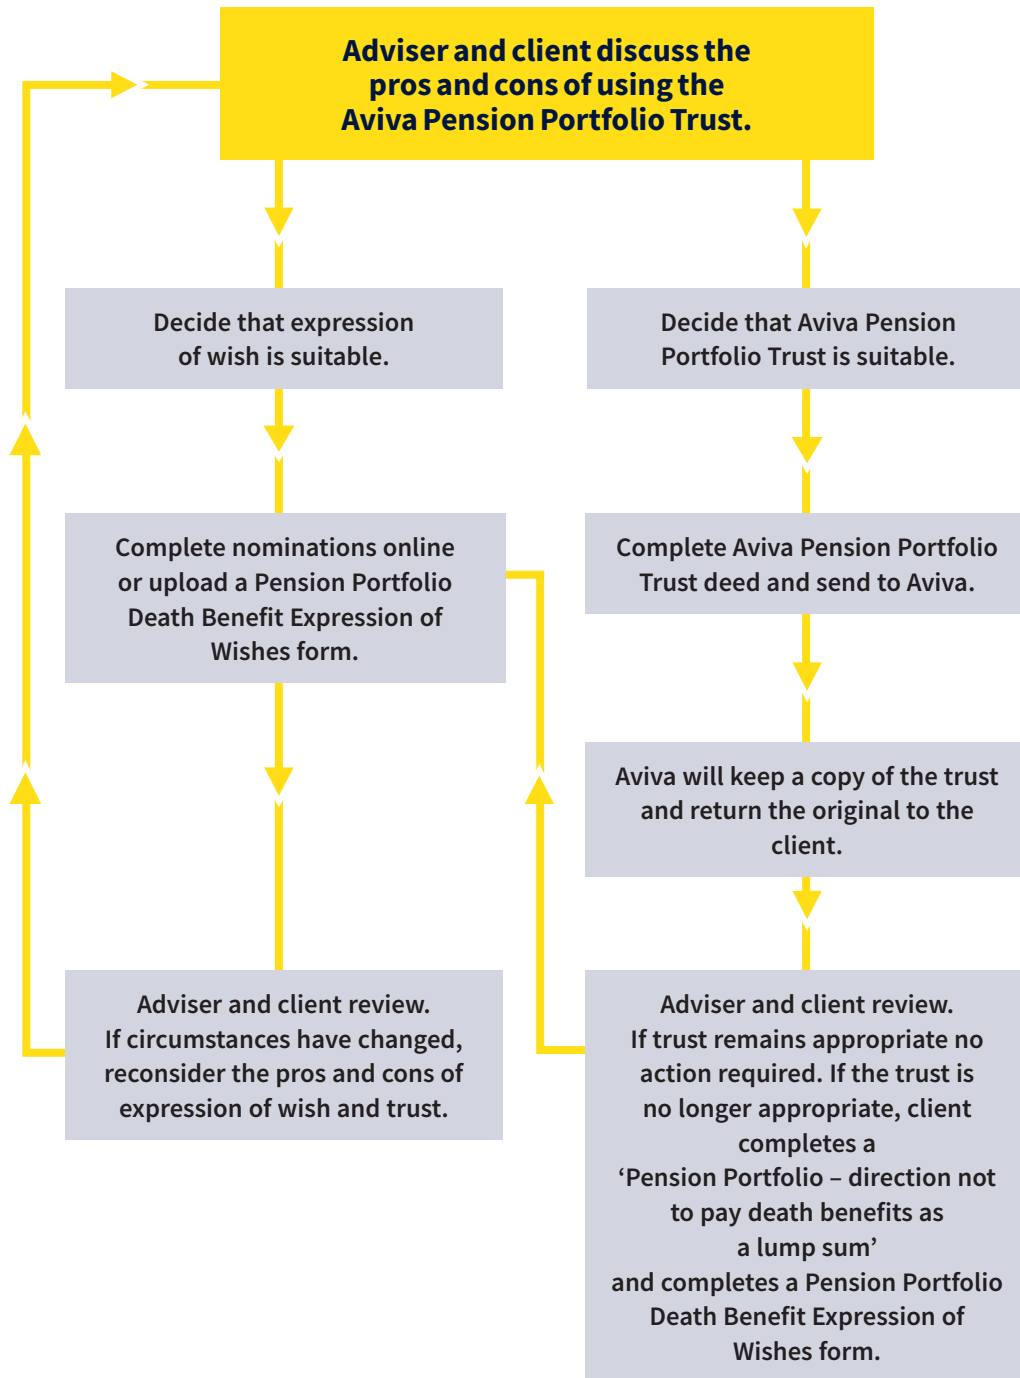 Adviser and client discuss the
pros and cons of using the
Aviva Pension Portfolio Trust.
Decide that expression
of wish is suitable.
Decide that Aviva Pension
Portfolio Trust is suitable.
Complete nominations online
or upload a Pension Portfolio
Death Benefit Expression of
Wishes form.
Complete Aviva Pension Portfolio
Trust deed and send to Aviva.
Aviva will keep a copy of the trust
and return the original to the
client.
Adviser and client review.
If circumstances have changed,
reconsider the pros and cons of
expression of wish and trust.
Adviser and client review.
If trust remains appropriate no
action required. If the trust is
no longer appropriate, client
completes a
‘Pension Portfolio – direction not
to pay death benefits as
a lump sum’
and completes a Pension Portfolio
Death Benefit Expression of
Wishes form.